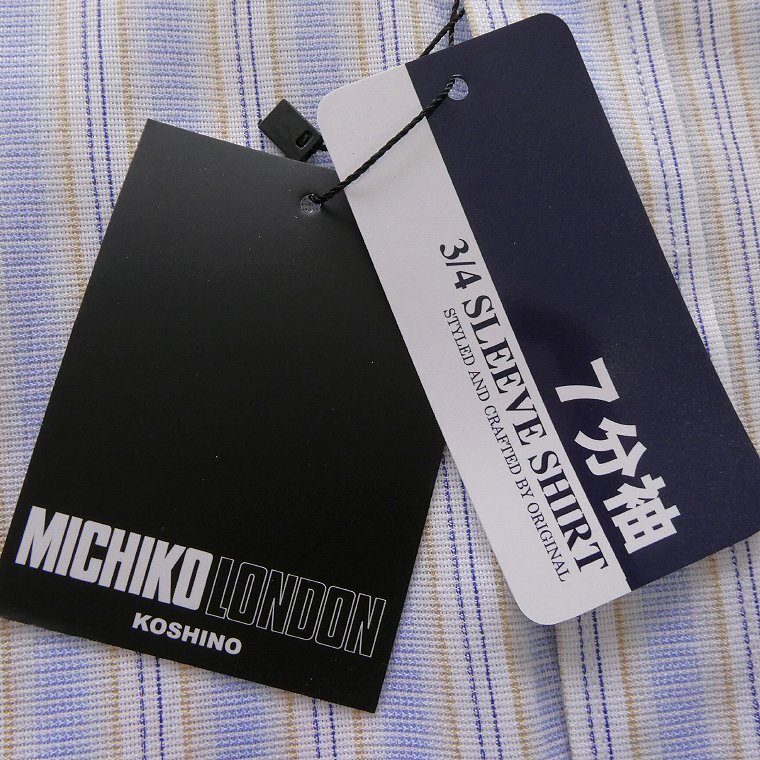 MICHIKO LONDON
KOSHINO
3/4 SLEEVE SHIRT
STYLED AND CRAFTED BY ORIGINAL
7分袖